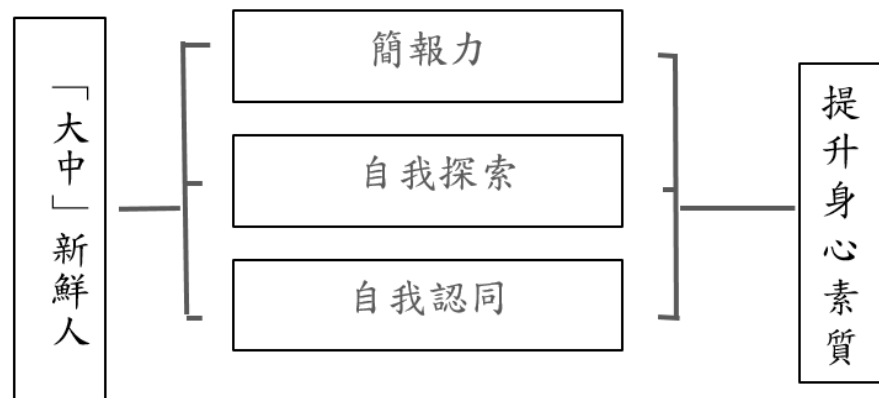 「大中」新鮮人
簡報力
自我探索
自我認同
提升身心素質